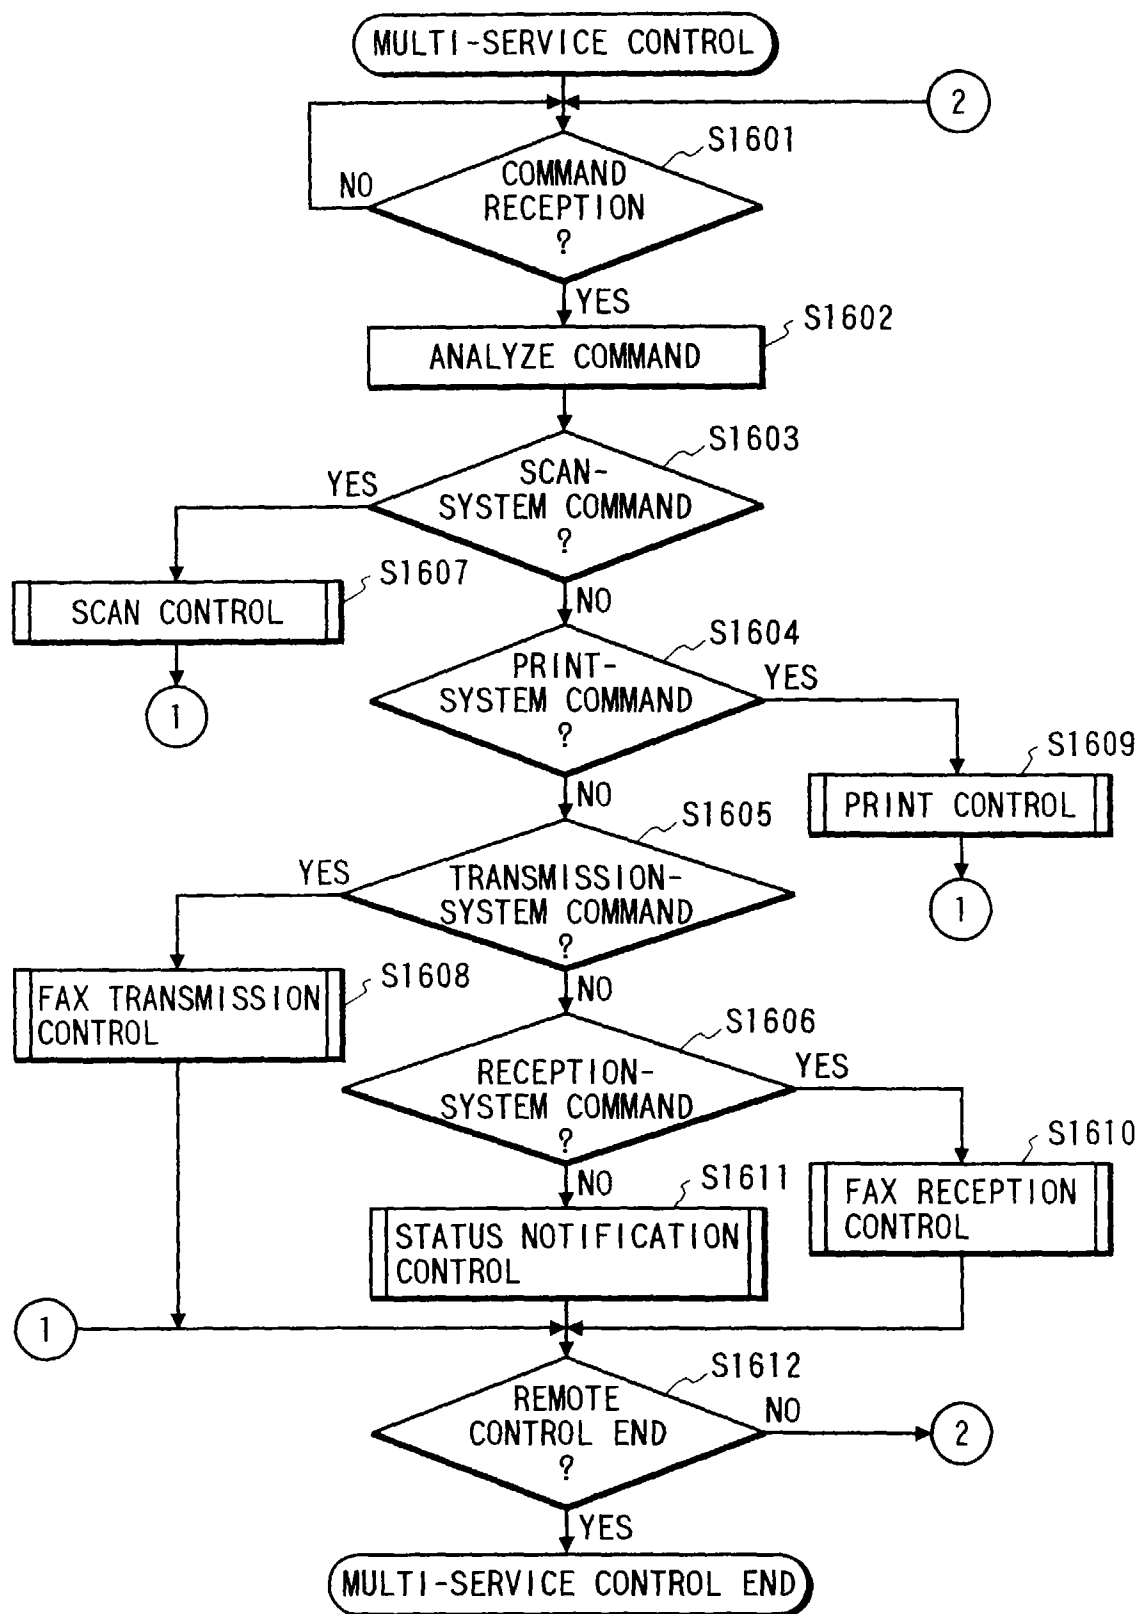 MULTI-SERVICE CONTROL
2
S1601
COMMAND
RECEPTION
?
NO
YES
S1602
ANALYZE COMMAND
S1603
SCAN-
SYSTEM COMMAND
?
YES
NO
S1607
SCAN CONTROL
1
S1604
PRINT-
SYSTEM COMMAND
?
YES
NO
S1609
PRINT CONTROL
1
S1605
TRANSMISSION-
SYSTEM COMMAND
?
YES
NO
S1608
FAX TRANSMISSION
CONTROL
S1606
RECEPTION-
SYSTEM COMMAND
?
YES
NO
S1610
FAX RECEPTION
CONTROL
S1611
STATUS NOTIFICATION
CONTROL
1
S1612
REMOTE
CONTROL END
?
NO
2
YES
MULTI-SERVICE CONTROL END